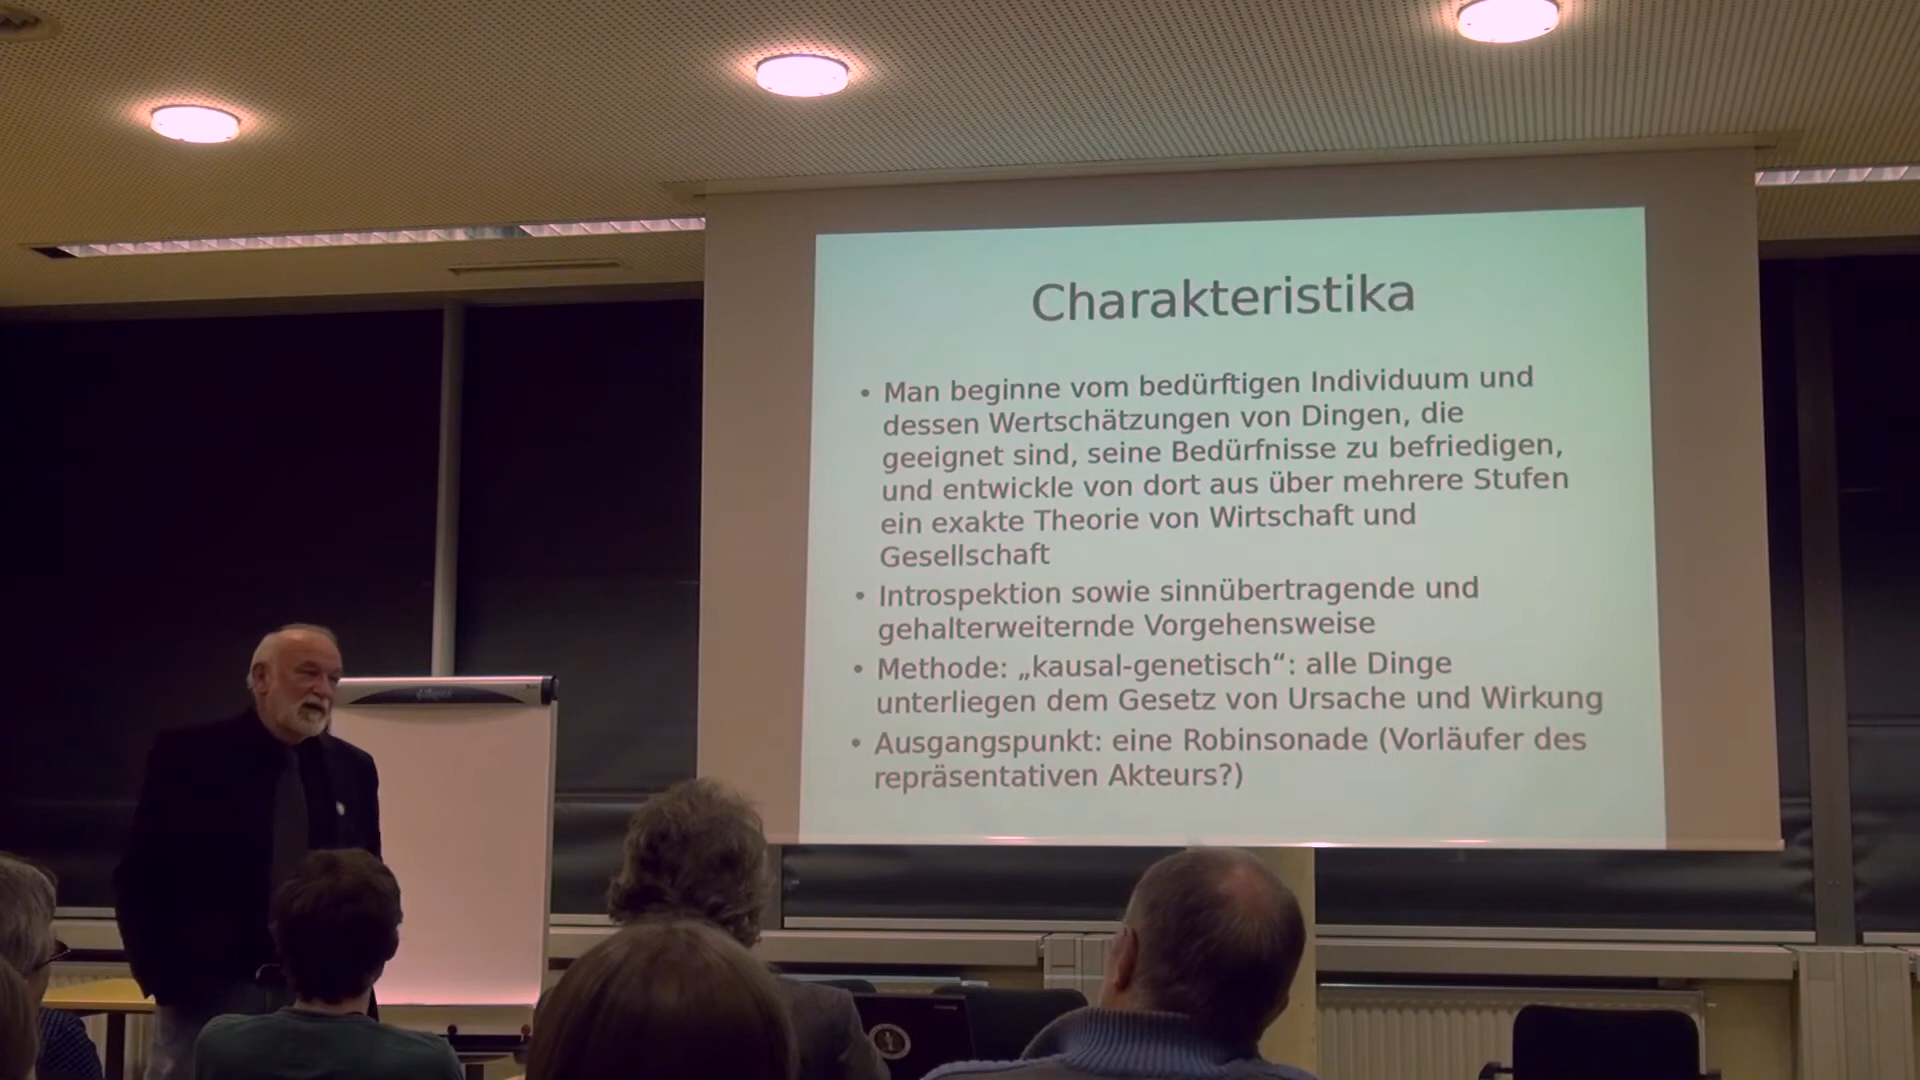 Charakteristika
• Man beginne vom bedürftigen Individuum und
dessen Wertschätzungen von Dingen, die
geeignet sind, seine Bedürfnisse zu befriedigen,
und entwickle von dort aus über mehrere Stufen
ein exakte Theorie von Wirtschaft und
Gesellschaft
• Introspektion sowie sinnübertragende und
gehalterweiternde Vorgehensweise
• Methode: „kausal-genetisch“: alle Dinge
unterliegen dem Gesetz von Ursache und Wirkung
• Ausgangspunkt: eine Robinsonade (Vorläufer des
repräsentativen Akteurs?)